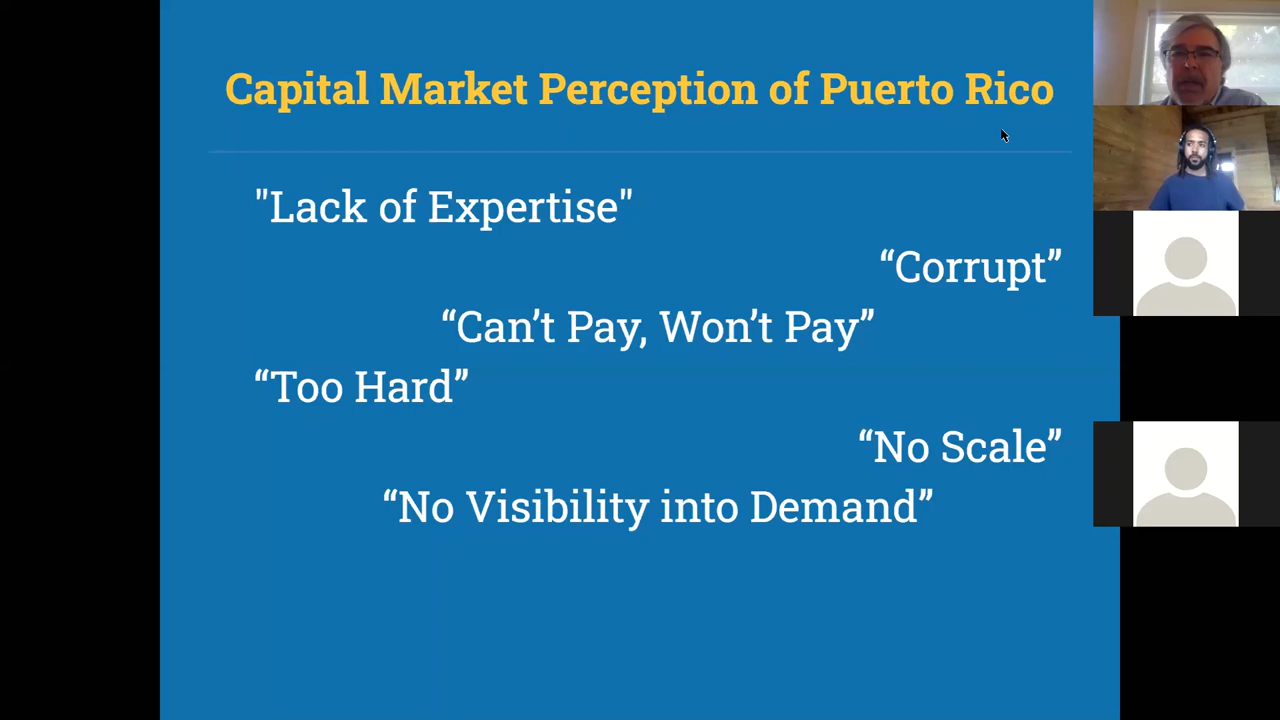 Capital Market Perception of Puerto Rico
"Lack of Expertise"
“Corrupt”
“Can’t Pay, Won’t Pay”
“Too Hard”
“No Scale”
“No Visibility into Demand”